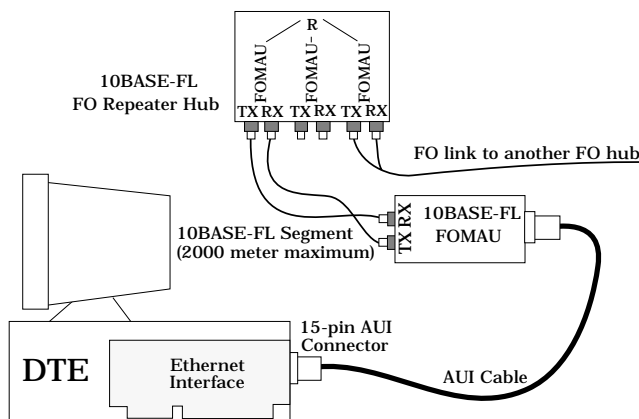 R
FOMAU
FOMAU
FOMAU
10BASE-FL
FO Repeater Hub
TX RX TX RX TX RX
FO link to another FO hub
10BASE-FL Segment
(2000 meter maximum)
TX RX
10BASE-FL
FOMAU
15-pin AUI
Connector
DTE
Ethernet
Interface
AUI Cable